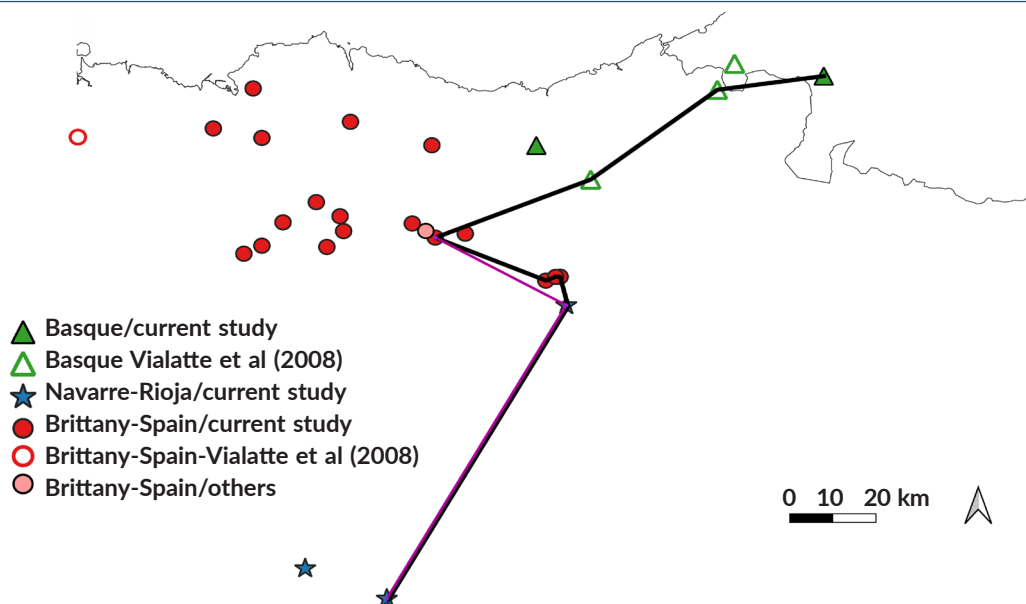 Basque/current study
Basque Vialatte et al (2008)
Navarre-Rioja/current study
Brittany-Spain/current study
Brittany-Spain-Vialatte et al (2008)
Brittany-Spain/others
0 10 20 km